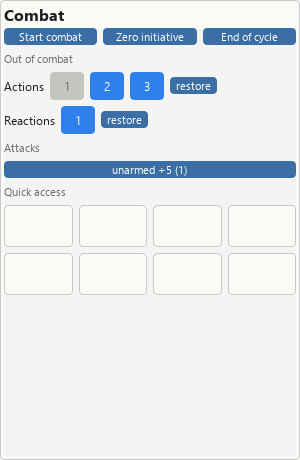 Combat
Start combat Zero initiative End of cycle
Out of combat
Actions 1 2 3 restore
Reactions 1 restore
Attacks
unarmed +5 (1)
Quick access